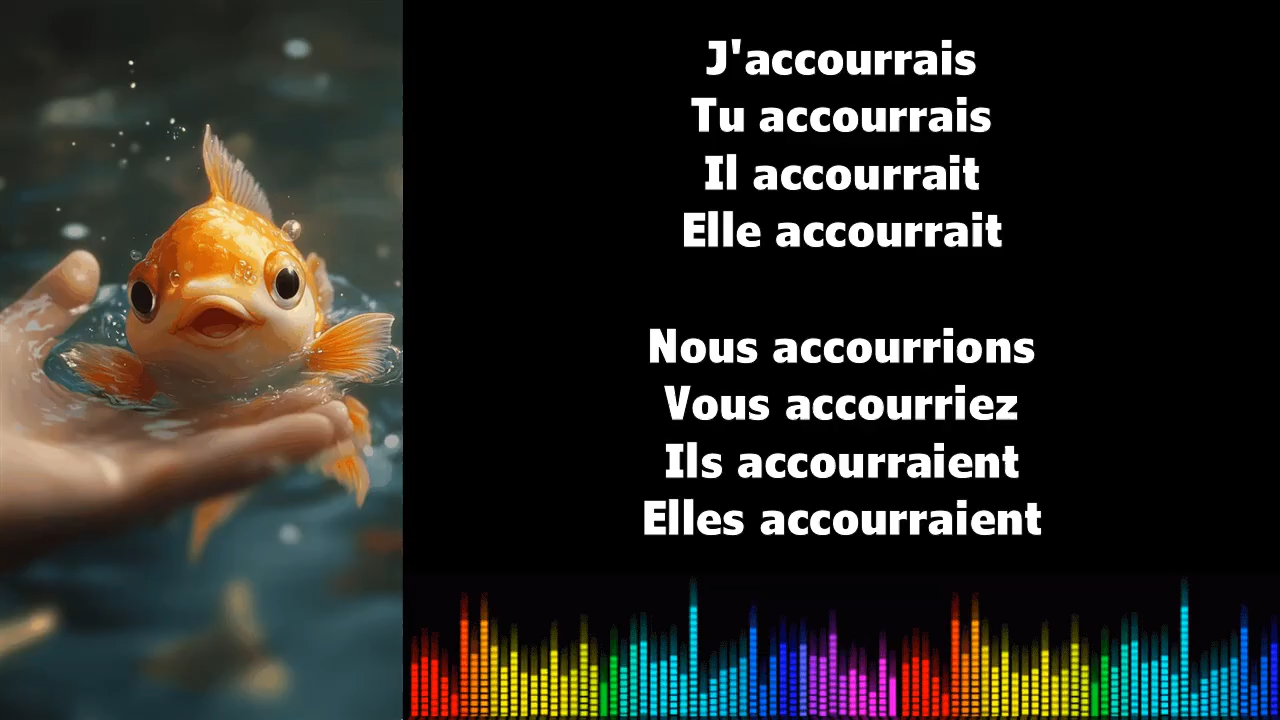 J'accourrais
Tu accourrais
Il accourrait
Elle accourrait
Nous accourrions
Vous accourriez
Ils accourraient
Elles accourraient